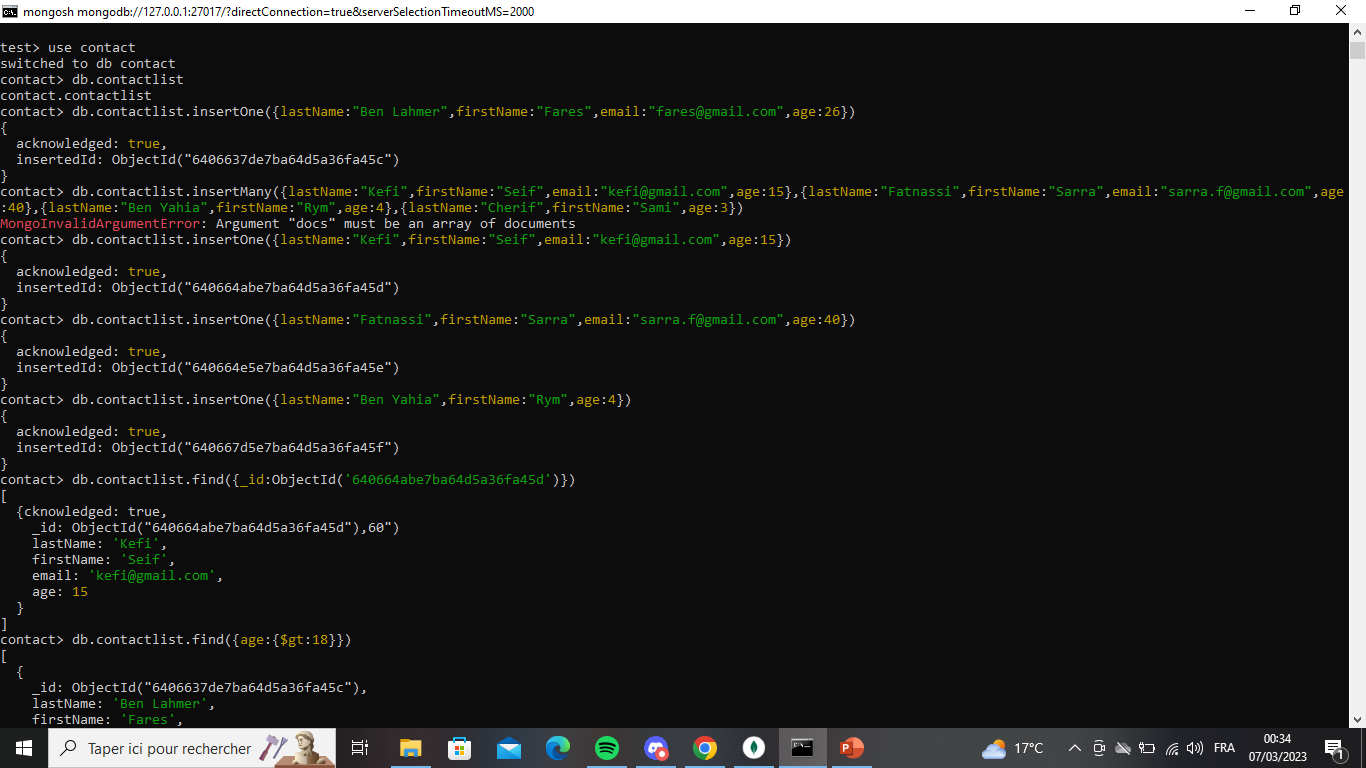 mongosh mongodb://127.0.0.1:27017/?directConnection=true&serverSelectionTimeoutMS=2000
test> use contact
switched to db contact
contact> db.contactlist
contact.contactlist
contact> db.contactlist.insertOne({lastName:"Ben Lahmer",firstName:"Fares",email:"fares@gmail.com",age:26})
{
  acknowledged: true,
  insertedId: ObjectId("6406637de7ba64d5a36fa45c")
}
contact> db.contactlist.insertMany({lastName:"Kefi",firstName:"Seif",email:"kefi@gmail.com",age:15},{lastName:"Fatnassi",firstName:"Sarra",email:"sarra.f@gmail.com",age
:40},{lastName:"Ben Yahia",firstName:"Rym",age:4},{lastName:"Cherif",firstName:"Sami",age:3})
MongoInvalidArgumentError: Argument "docs" must be an array of documents
contact> db.contactlist.insertOne({lastName:"Kefi",firstName:"Seif",email:"kefi@gmail.com",age:15})
{
  acknowledged: true,
  insertedId: ObjectId("640664abe7ba64d5a36fa45d")
}
contact> db.contactlist.insertOne({lastName:"Fatnassi",firstName:"Sarra",email:"sarra.f@gmail.com",age:40})
{
  acknowledged: true,
  insertedId: ObjectId("640664e5e7ba64d5a36fa45e")
}
contact> db.contactlist.insertOne({lastName:"Ben Yahia",firstName:"Rym",age:4})
{
  acknowledged: true,
  insertedId: ObjectId("640667d5e7ba64d5a36fa45f")
}
contact> db.contactlist.find({_id:ObjectId('640664abe7ba64d5a36fa45d')})
[
  {cknowledged: true,
    _id: ObjectId("640664abe7ba64d5a36fa45d"),60")
    lastName: 'Kefi',
    firstName: 'Seif',
    email: 'kefi@gmail.com',
    age: 15
  }
]
contact> db.contactlist.find({age:{$gt:18}})
[
  {
    _id: ObjectId("6406637de7ba64d5a36fa45c"),
    lastName: 'Ben Lahmer',
    firstName: 'Fares',
Taper ici pour rechercher
17°C
FRA
00:34
07/03/2023
1